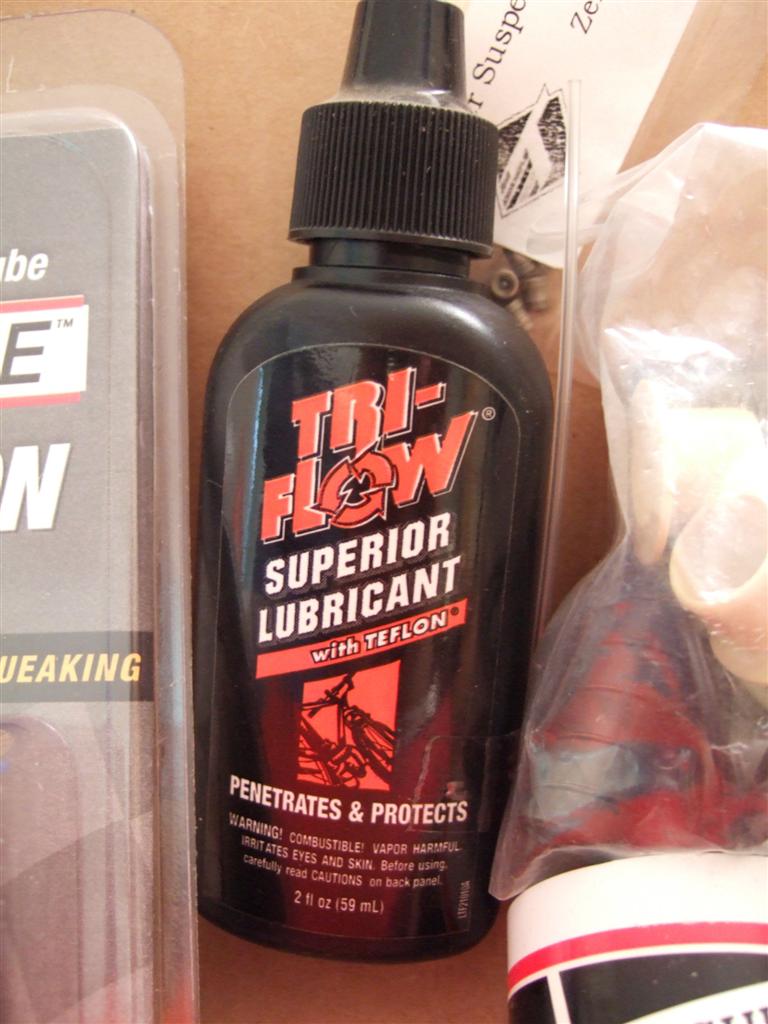 r Suspe
Ze
ube
E™
ON
UEAKING
TRI-
FLOW®
SUPERIOR
LUBRICANT
with TEFLON®
PENETRATES & PROTECTS
WARNING! COMBUSTIBLE! VAPOR HARMFUL.
IRRITATES EYES AND SKIN. Before using,
carefully read CAUTIONS on back panel.
2 fl oz (59 mL)